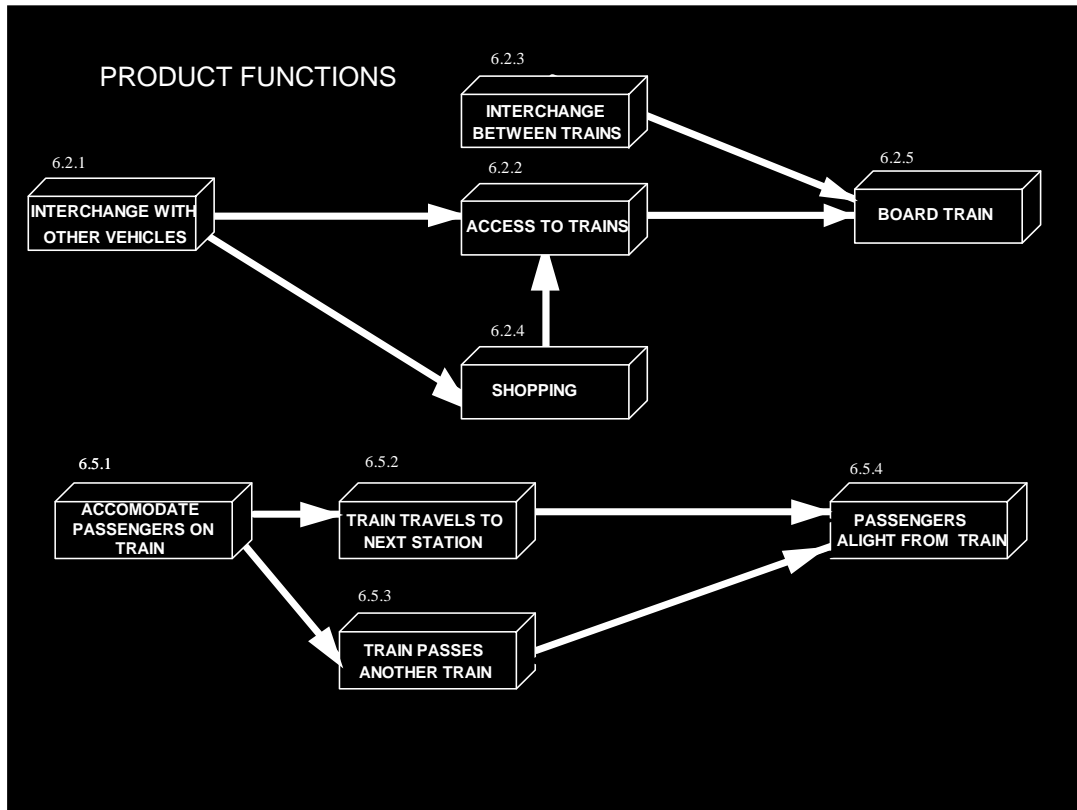 PRODUCT FUNCTIONS
6.2.3
INTERCHANGE
BETWEEN TRAINS
6.2.1
INTERCHANGE WITH
OTHER VEHICLES
6.2.2
ACCESS TO TRAINS
6.2.5
BOARD TRAIN
6.2.4
SHOPPING
6.5.1
ACCOMODATE
PASSENGERS ON
TRAIN
6.5.2
TRAIN TRAVELS TO
NEXT STATION
6.5.4
PASSENGERS
ALIGHT FROM TRAIN
6.5.3
TRAIN PASSES
ANOTHER TRAIN